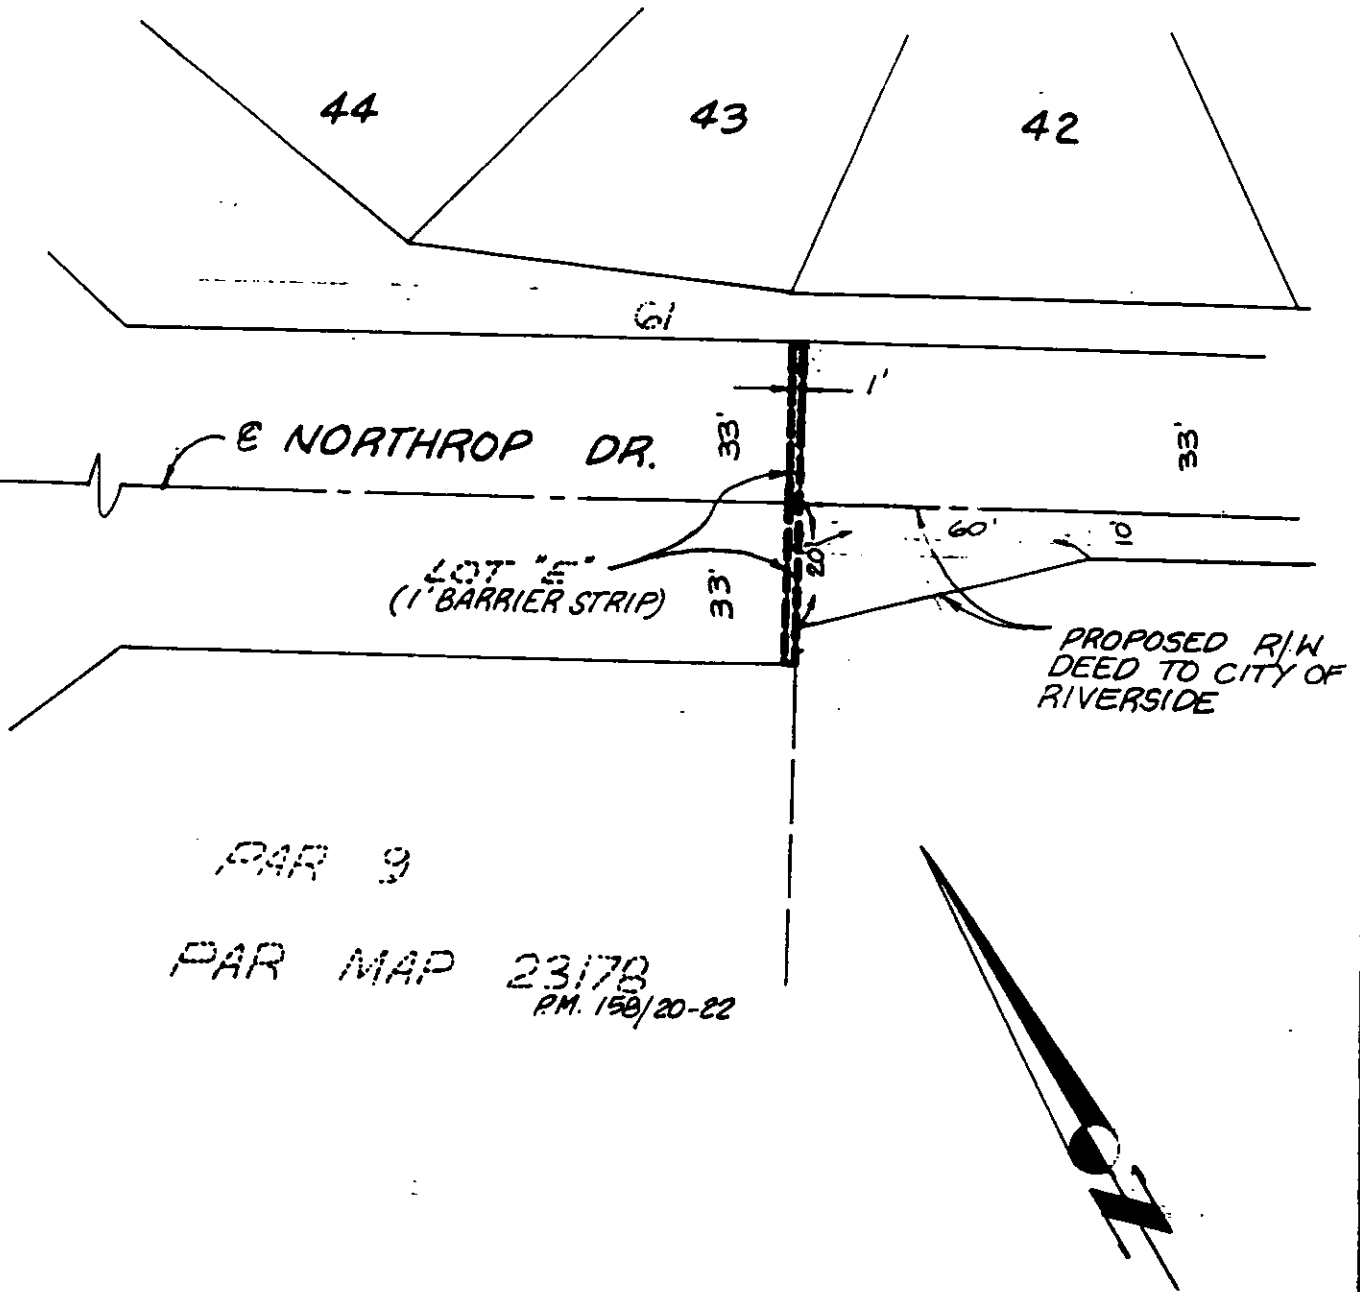 44
43
42
61
1'
℄ NORTHROP DR.
33'
33'
60'
10'
20'
LOT "E"
(1' BARRIER STRIP)
33'
PROPOSED R/W
DEED TO CITY OF
RIVERSIDE
PAR 9
PAR MAP 23178
P.M. 158/20-22
N